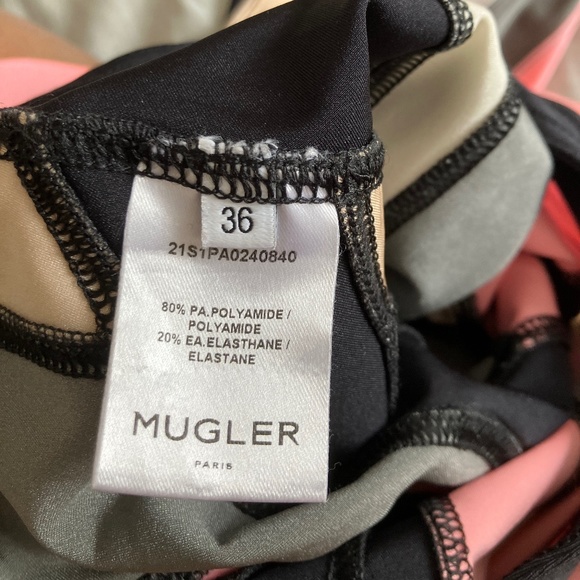 36
21S1PA0240840
80% PA.POLYAMIDE /
POLYAMIDE
20% EA.ELASTHANE /
ELASTANE
MUGLER
PARIS